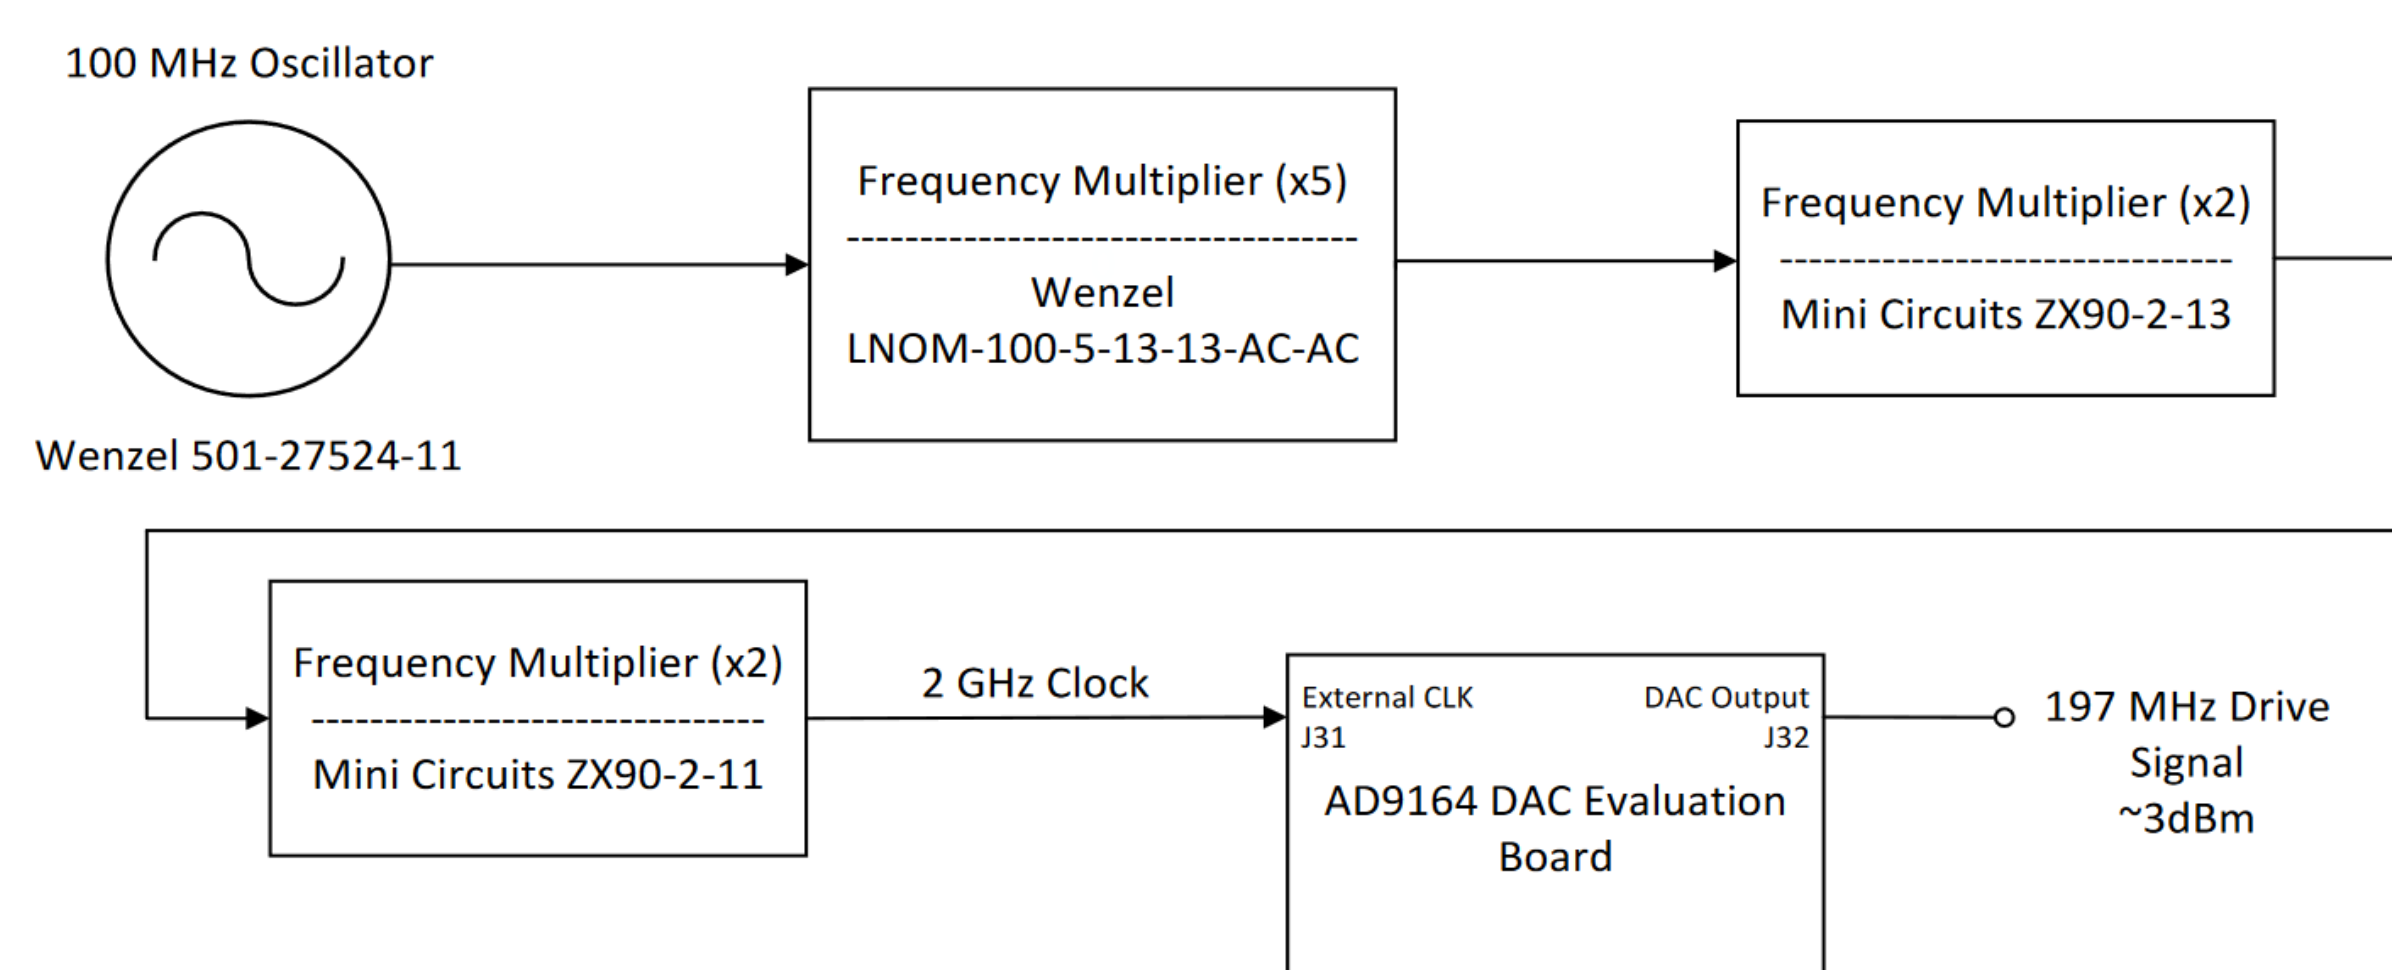 100 MHz Oscillator
Frequency Multiplier (x5)
-----------------------------------
Wenzel
LNOM-100-5-13-13-AC-AC
Frequency Multiplier (x2)
-------------------------------
Mini Circuits ZX90-2-13
Wenzel 501-27524-11
Frequency Multiplier (x2)
-------------------------------
Mini Circuits ZX90-2-11
2 GHz Clock
External CLK
J31
DAC Output
J32
AD9164 DAC Evaluation
Board
197 MHz Drive
Signal
~3dBm